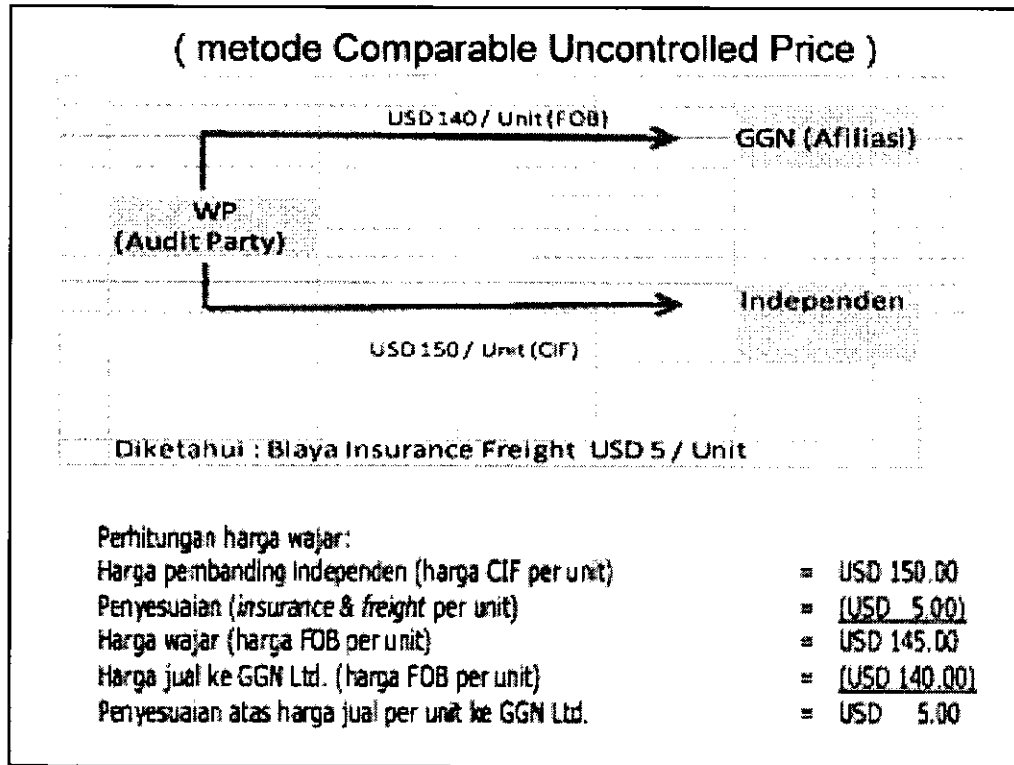 ( metode Comparable Uncontrolled Price )
USD 140 / Unit (FOB)
GGN (Afiliasi)
WP
(Audit Party)
Independen
USD 150 / Unit (CIF)
Diketahui : Biaya Insurance Freight USD 5 / Unit
Perhitungan harga wajar:
Harga pembanding independen (harga CIF per unit) = USD 150.00
Penyesuaian (insurance & freight per unit) = (USD 5.00)
Harga wajar (harga FOB per unit) = USD 145.00
Harga jual ke GGN Ltd. (harga FOB per unit) = (USD 140.00)
Penyesuaian atas harga jual per unit ke GGN Ltd. = USD 5.00